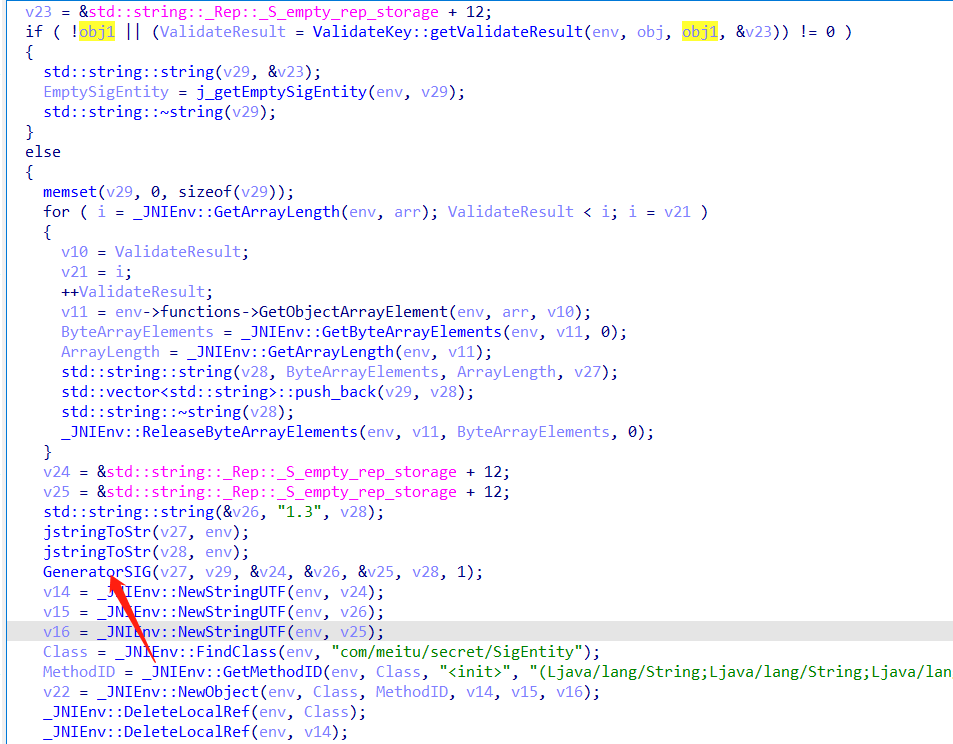 v23 = &std::string::_Rep::_S_empty_rep_storage + 12;
if ( !obj1 || (ValidateResult = ValidateKey::getValidateResult(env, obj, obj1, &v23)) != 0 )
{
std::string::string(v29, &v23);
EmptySigEntity = j_getEmptySigEntity(env, v29);
std::string::~string(v29);
}
else
{
memset(v29, 0, sizeof(v29));
for ( i = _JNIEnv::GetArrayLength(env, arr); ValidateResult < i; i = v21 )
{
v10 = ValidateResult;
v21 = i;
++ValidateResult;
v11 = env->functions->GetObjectArrayElement(env, arr, v10);
ByteArrayElements = _JNIEnv::GetByteArrayElements(env, v11, 0);
ArrayLength = _JNIEnv::GetArrayLength(env, v11);
std::string::string(v28, ByteArrayElements, ArrayLength, v27);
std::vector<std::string>::push_back(v29, v28);
std::string::~string(v28);
_JNIEnv::ReleaseByteArrayElements(env, v11, ByteArrayElements, 0);
}
v24 = &std::string::_Rep::_S_empty_rep_storage + 12;
v25 = &std::string::_Rep::_S_empty_rep_storage + 12;
std::string::string(&v26, "1.3", v28);
jstringToStr(v27, env);
jstringToStr(v28, env);
GeneratorSIG(v27, v29, &v24, &v26, &v25, v28, 1);
v14 = _JNIEnv::NewStringUTF(env, v24);
v15 = _JNIEnv::NewStringUTF(env, v26);
v16 = _JNIEnv::NewStringUTF(env, v25);
Class = _JNIEnv::FindClass(env, "com/meitu/secret/SigEntity");
MethodID = _JNIEnv::GetMethodID(env, Class, "<init>", "(Ljava/lang/String;Ljava/lang/String;Ljava/lan
v22 = _JNIEnv::NewObject(env, Class, MethodID, v14, v15, v16);
_JNIEnv::DeleteLocalRef(env, Class);
_JNIEnv::DeleteLocalRef(env, v14);